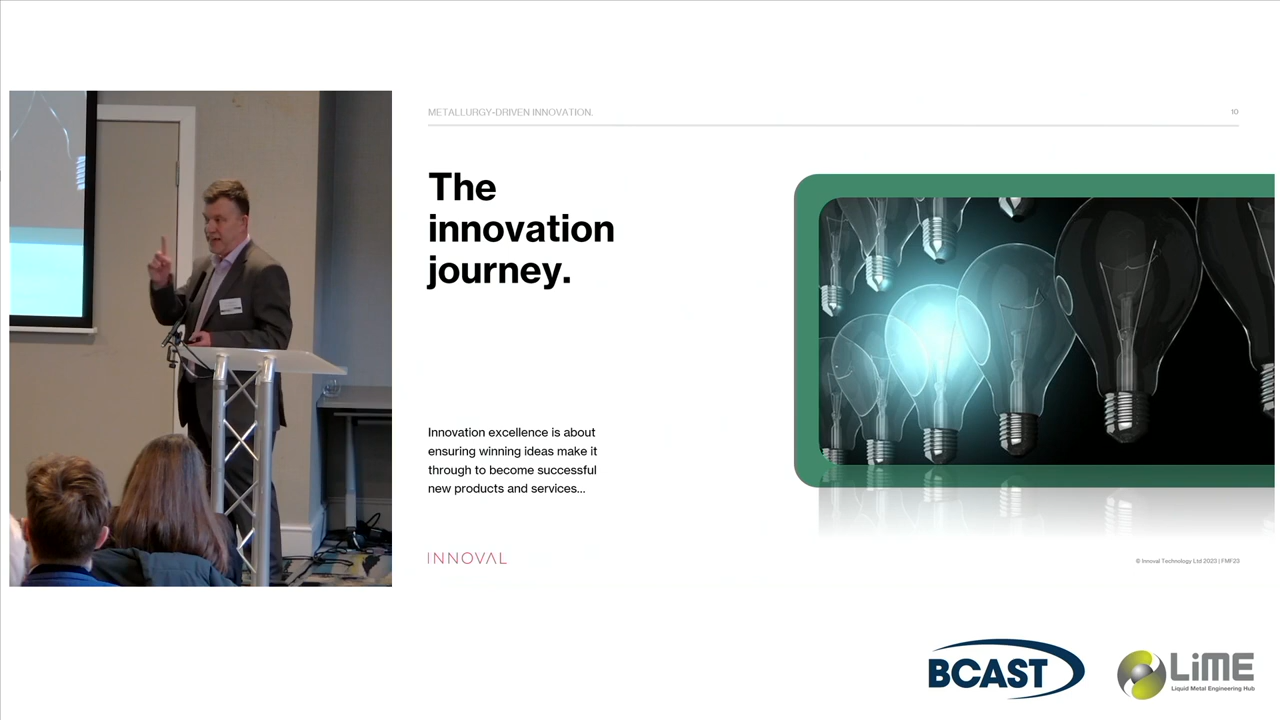 METALLURGY-DRIVEN INNOVATION.
10
The
innovation
journey.
Innovation excellence is about
ensuring winning ideas make it
through to become successful
new products and services...
INNOVAL
© Innoval Technology Ltd 2023 | FMF23
BCAST
LiME
Liquid Metal Engineering Hub